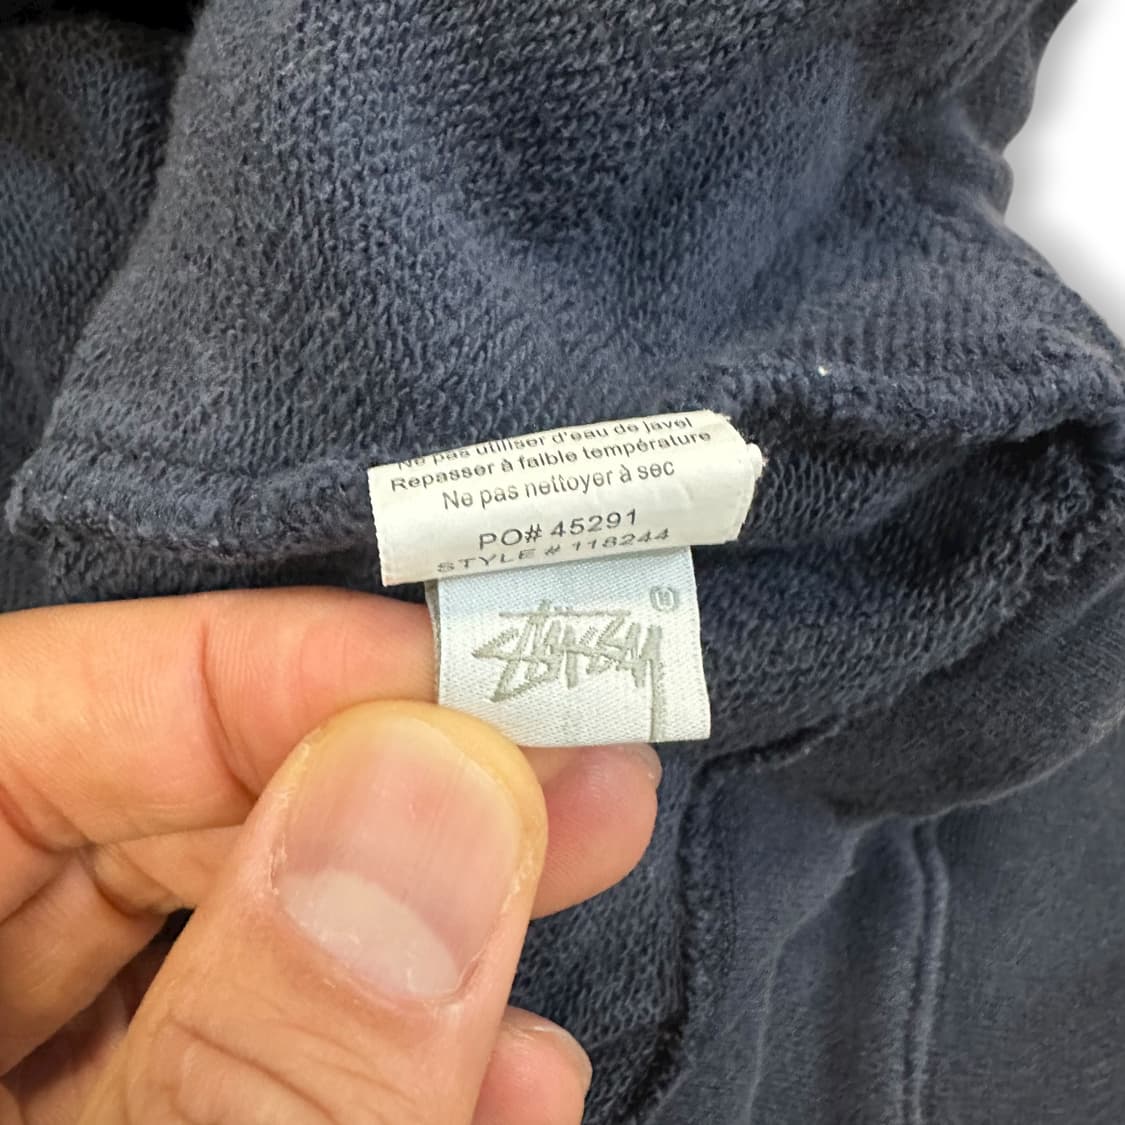 Ne pas utiliser d'eau de javel
Repasser à faible température
Ne pas nettoyer à sec
PO# 45291
STYLE # 118244
STÜSSY ®